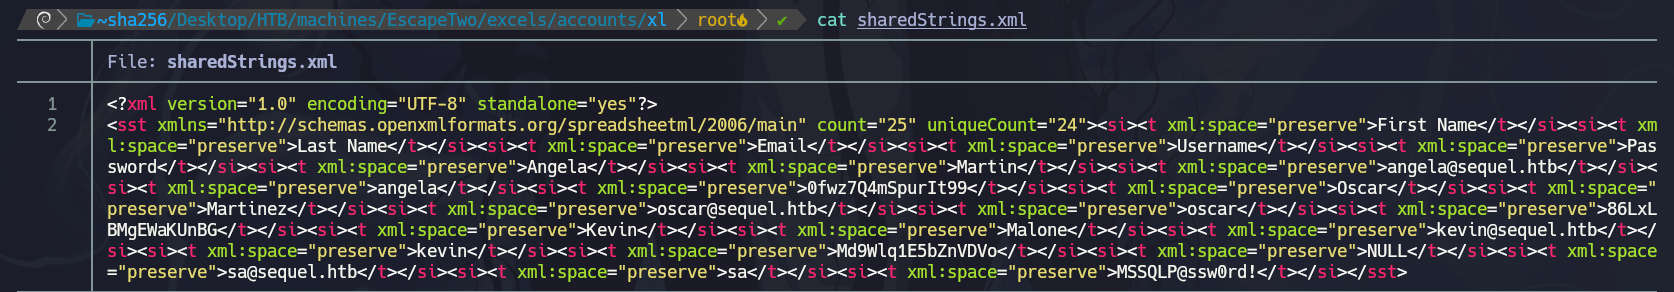 ~sha256/Desktop/HTB/machines/EscapeTwo/excels/accounts/xl root ✔ cat sharedStrings.xml
File: sharedStrings.xml
1 <?xml version="1.0" encoding="UTF-8" standalone="yes"?>
2 <sst xmlns="http://schemas.openxmlformats.org/spreadsheetml/2006/main" count="25" uniqueCount="24"><si><t xml:space="preserve">First Name</t></si><si><t xm
l:space="preserve">Last Name</t></si><si><t xml:space="preserve">Email</t></si><si><t xml:space="preserve">Username</t></si><si><t xml:space="preserve">Pas
sword</t></si><si><t xml:space="preserve">Angela</t></si><si><t xml:space="preserve">Martin</t></si><si><t xml:space="preserve">angela@sequel.htb</t></si><
si><t xml:space="preserve">angela</t></si><si><t xml:space="preserve">0fwz7Q4mSpurIt99</t></si><si><t xml:space="preserve">Oscar</t></si><si><t xml:space="
preserve">Martinez</t></si><si><t xml:space="preserve">oscar@sequel.htb</t></si><si><t xml:space="preserve">oscar</t></si><si><t xml:space="preserve">86LxL
BMgEWaKUnBG</t></si><si><t xml:space="preserve">Kevin</t></si><si><t xml:space="preserve">Malone</t></si><si><t xml:space="preserve">kevin@sequel.htb</t></
si><si><t xml:space="preserve">kevin</t></si><si><t xml:space="preserve">Md9Wlq1E5bZnVDVo</t></si><si><t xml:space="preserve">NULL</t></si><si><t xml:space
="preserve">sa@sequel.htb</t></si><si><t xml:space="preserve">sa</t></si><si><t xml:space="preserve">MSSQLP@ssw0rd!</t></si></sst>